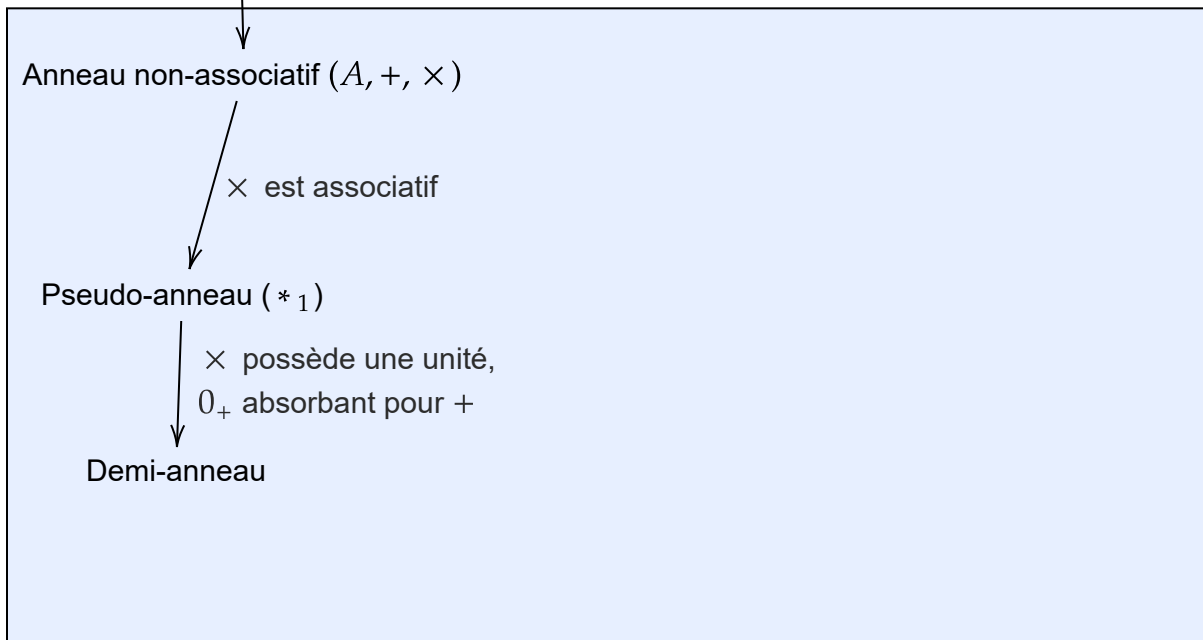 Anneau non-associatif (A, +, ×)
× est associatif
Pseudo-anneau (*₁)
× possède une unité,
0₊ absorbant pour +
Demi-anneau